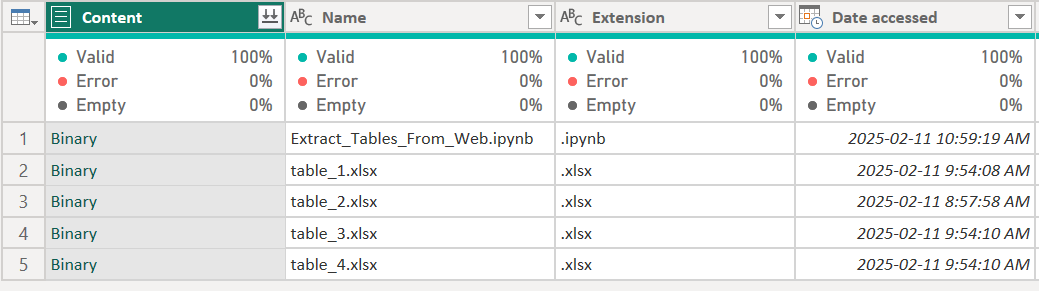 Content ABC Name ABC Extension Date accessed
Valid 100% Valid 100% Valid 100% Valid 100%
Error 0% Error 0% Error 0% Error 0%
Empty 0% Empty 0% Empty 0% Empty 0%
1 Binary Extract_Tables_From_Web.ipynb .ipynb 2025-02-11 10:59:19 AM
2 Binary table_1.xlsx .xlsx 2025-02-11 9:54:08 AM
3 Binary table_2.xlsx .xlsx 2025-02-11 8:57:58 AM
4 Binary table_3.xlsx .xlsx 2025-02-11 9:54:10 AM
5 Binary table_4.xlsx .xlsx 2025-02-11 9:54:10 AM